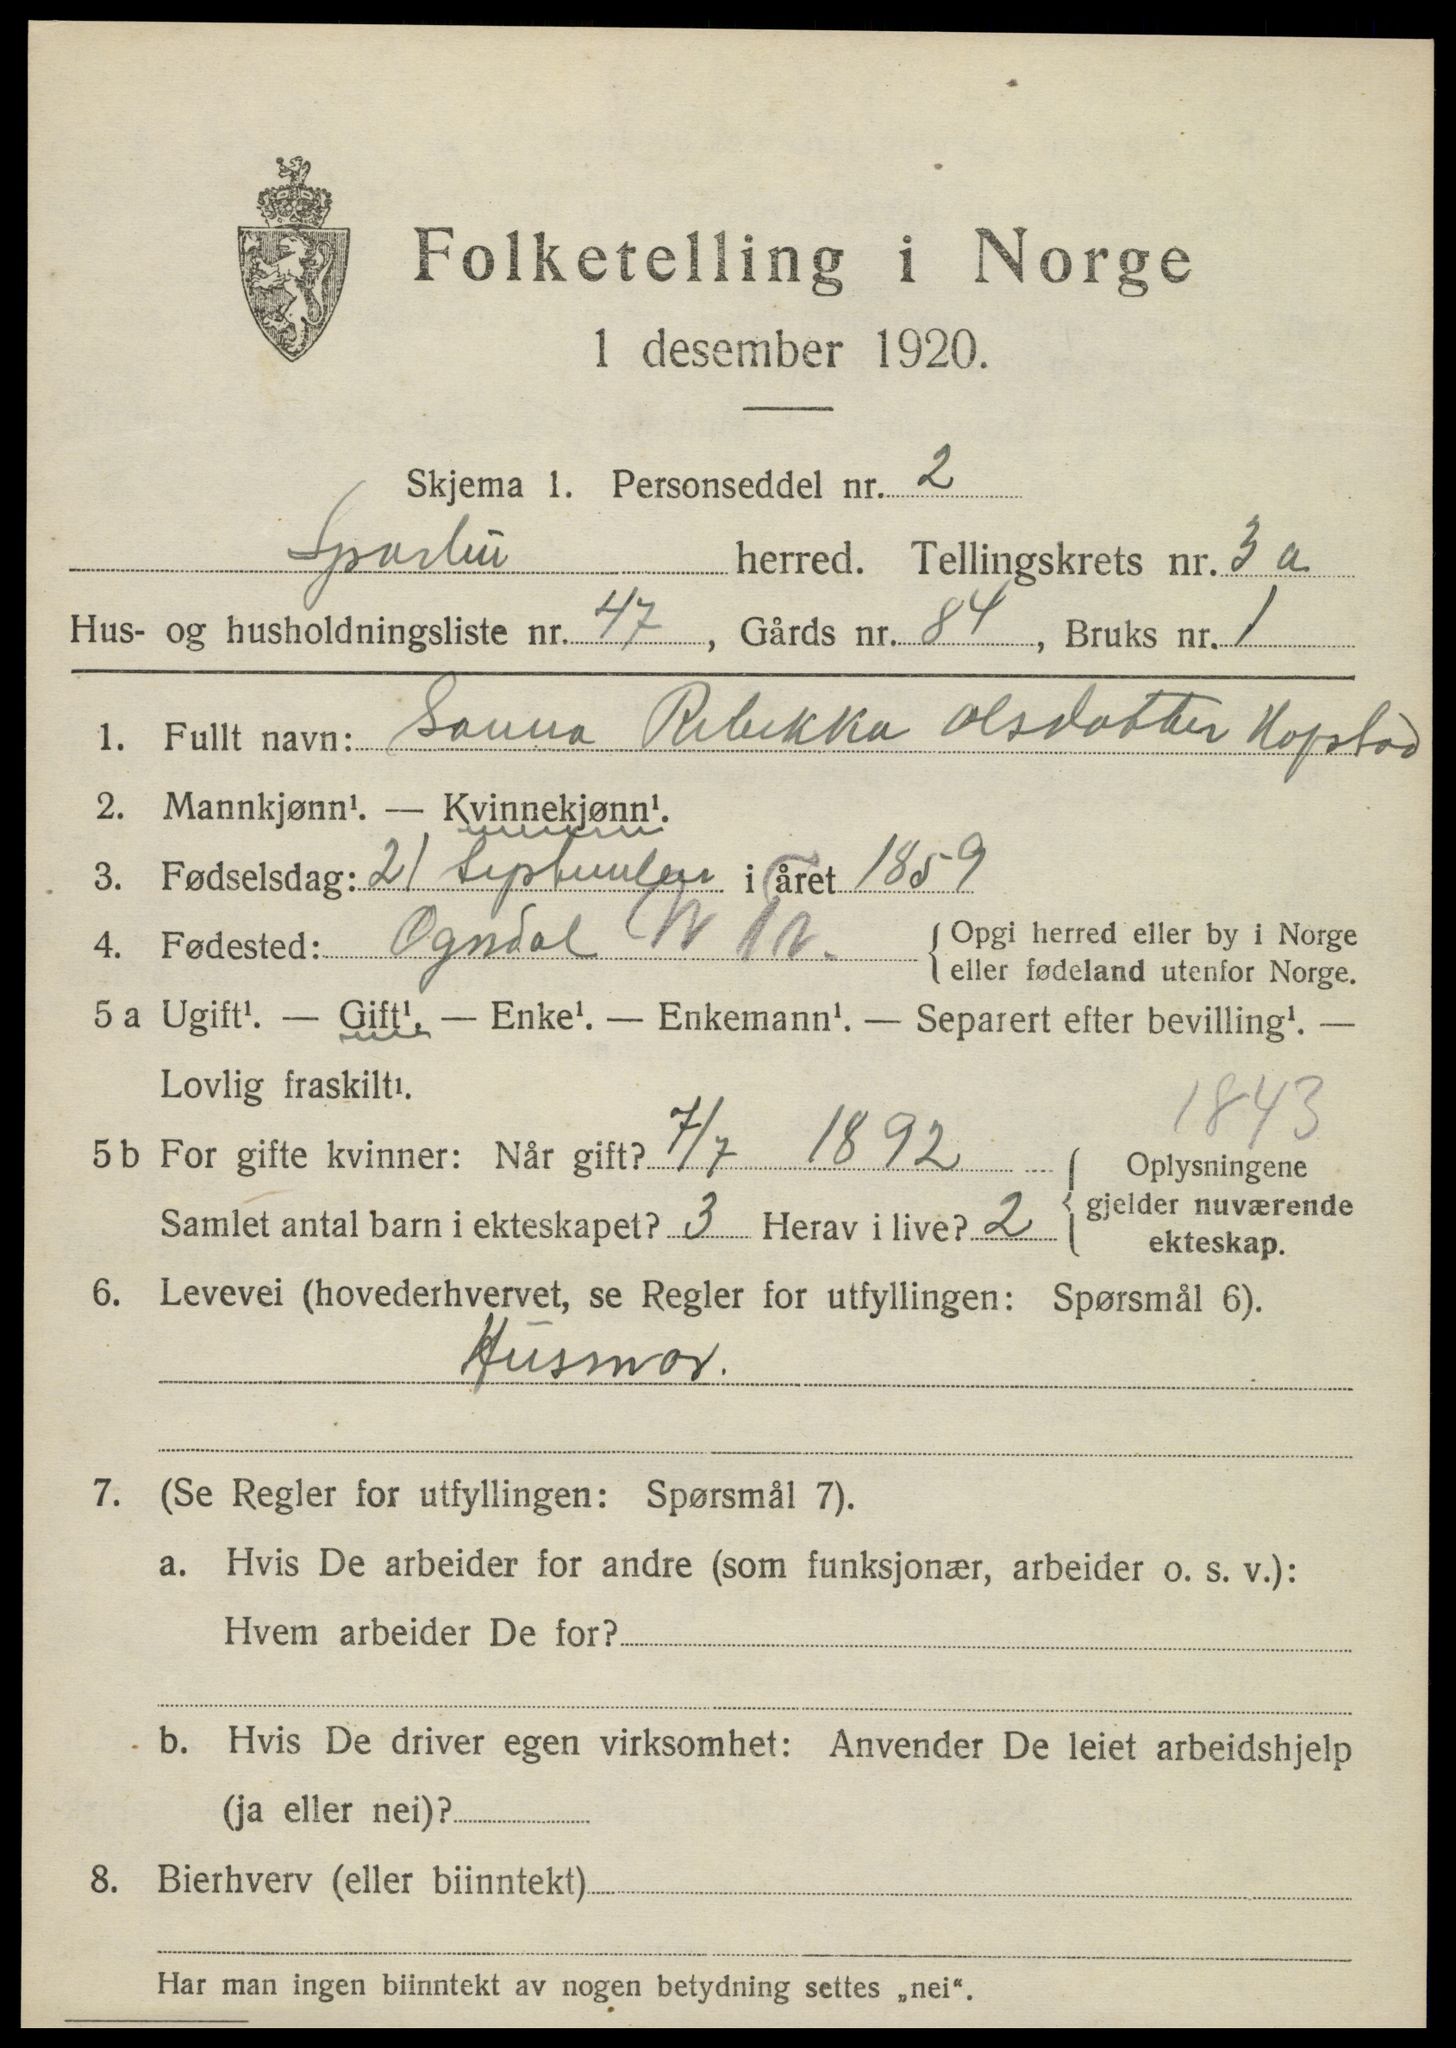 Folketelling i Norge
1 desember 1920.
Skjema 1. Personseddel nr. 2
Sparbu herred. Tellingskrets nr. 3 a
Hus- og husholdningsliste nr. 47, Gårds nr. 84, Bruks nr. 1
1. Fullt navn: Sanna Rebekka Olsdatter Kopstad
2. Mannkjønn¹. — Kvinnekjønn¹.
3. Fødselsdag: 21 September i året 1859
4. Fødested: Ogndal {Opgi herred eller by i Norge
eller fødeland utenfor Norge.
5 a Ugift¹. — Gift¹. — Enke¹. — Enkemann¹. — Separert efter bevilling¹. —
Lovlig fraskilt¹.
1843
5 b For gifte kvinner: Når gift? 7/7 1892 { Oplysningene
Samlet antal barn i ekteskapet? 3 Herav i live? 2 gjelder nuværende
ekteskap.
6. Levevei (hovederhvervet, se Regler for utfyllingen: Spørsmål 6).
Husmor.
7. (Se Regler for utfyllingen: Spørsmål 7).
a. Hvis De arbeider for andre (som funksjonær, arbeider o. s. v.):
Hvem arbeider De for?
b. Hvis De driver egen virksomhet: Anvender De leiet arbeidshjelp
(ja eller nei)?
8. Bierhverv (eller biinntekt)
Har man ingen biinntekt av nogen betydning settes „nei“.